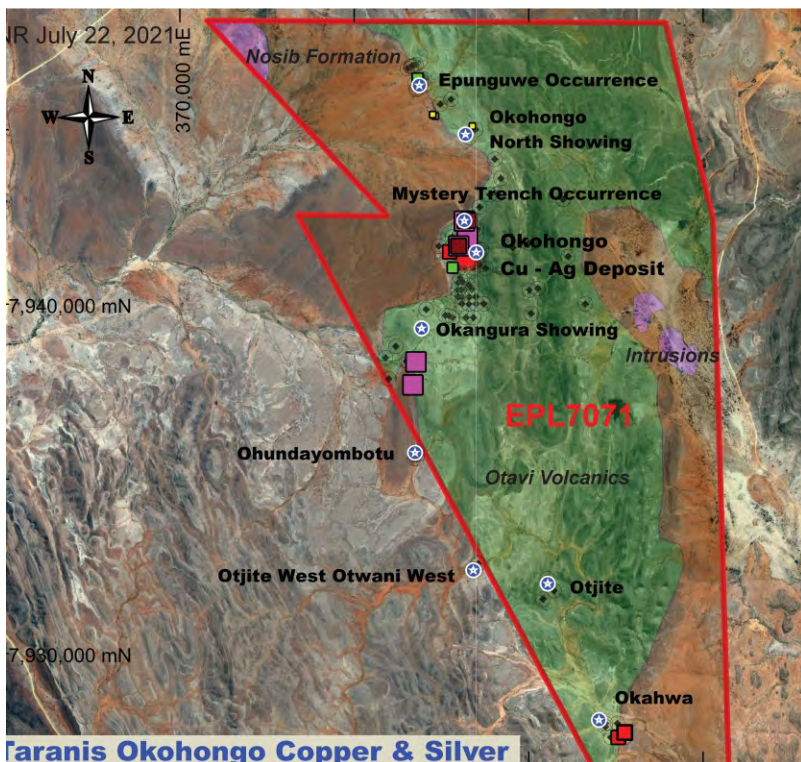 NR July 22, 2021
Nosib Formation
370,000 mE
N
W E
S
Epunguwe Occurrence
Okohongo
North Showing
Mystery Trench Occurrence
Okohongo
Cu - Ag Deposit
7,940,000 mN
Okangura Showing
Intrusions
EPL7071
Ohundayombotu
Otavi Volcanics
Otjite West Otwani West
Otjite
7,930,000 mN
Okahwa
Taranis Okohongo Copper & Silver